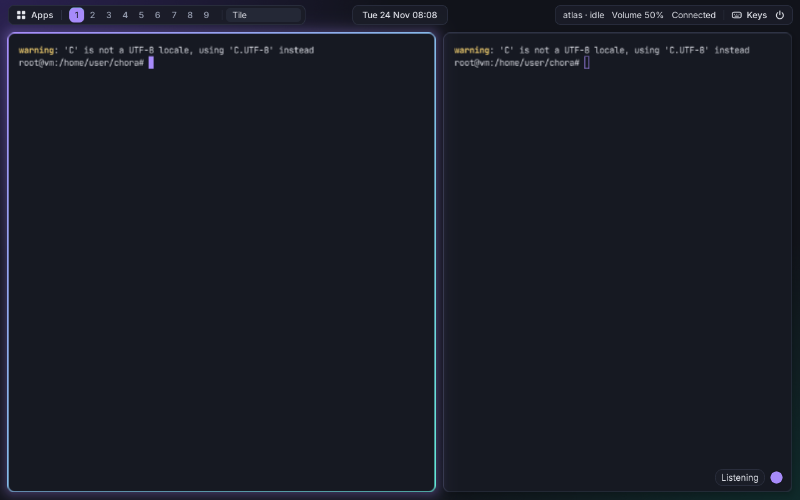 Apps 1 2 3 4 5 6 7 8 9 Tile Tue 24 Nov 08:08 atlas · idle Volume 50% Connected Keys
warning: 'C' is not a UTF-8 locale, using 'C.UTF-8' instead
root@vm:/home/user/chora#
warning: 'C' is not a UTF-8 locale, using 'C.UTF-8' instead
root@vm:/home/user/chora#
Listening